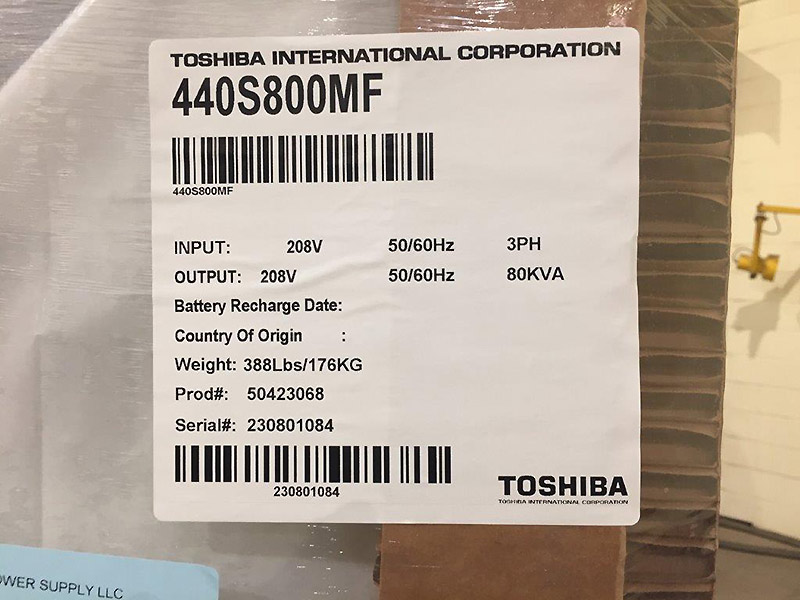 TOSHIBA INTERNATIONAL CORPORATION
440S800MF
440S800MF
INPUT: 208V 50/60Hz 3PH
OUTPUT: 208V 50/60Hz 80KVA
Battery Recharge Date:
Country Of Origin :
Weight: 388Lbs/176KG
Prod#: 50423068
Serial#: 230801084
230801084
TOSHIBA
TOSHIBA INTERNATIONAL CORPORATION
SUPPLY LLC